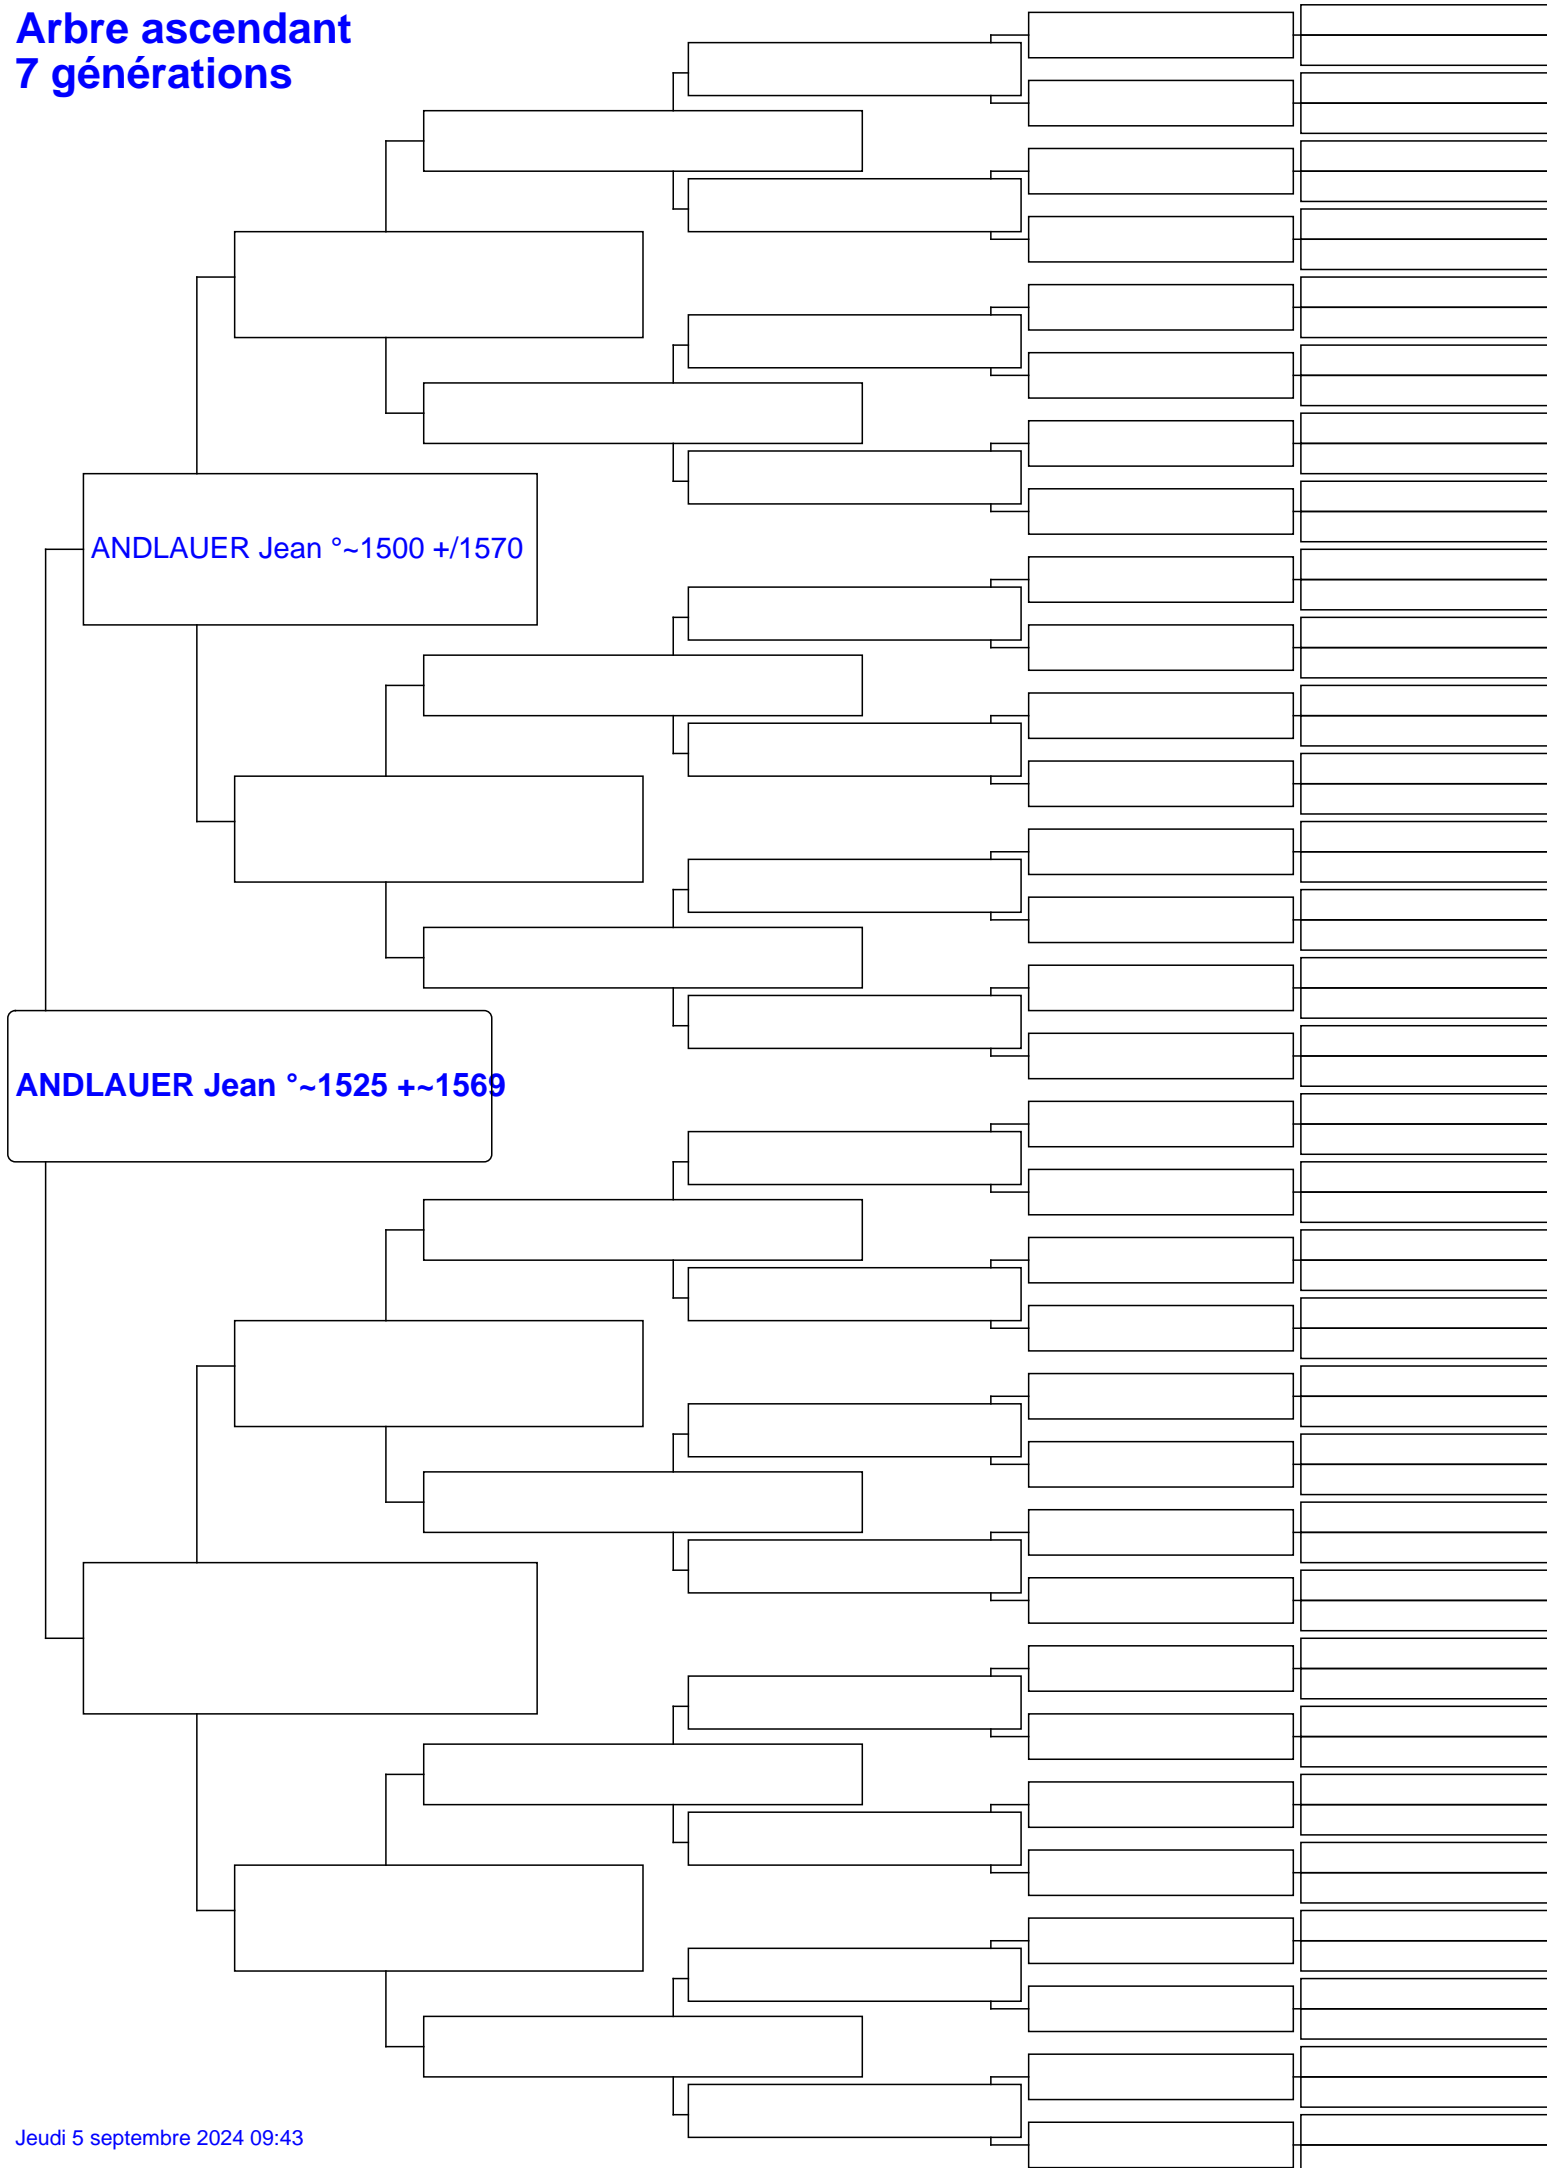 Arbre ascendant
7 générations
ANDLAUER Jean °~1500 +/1570
ANDLAUER Jean °~1525 +~1569
Jeudi 5 septembre 2024 09:43